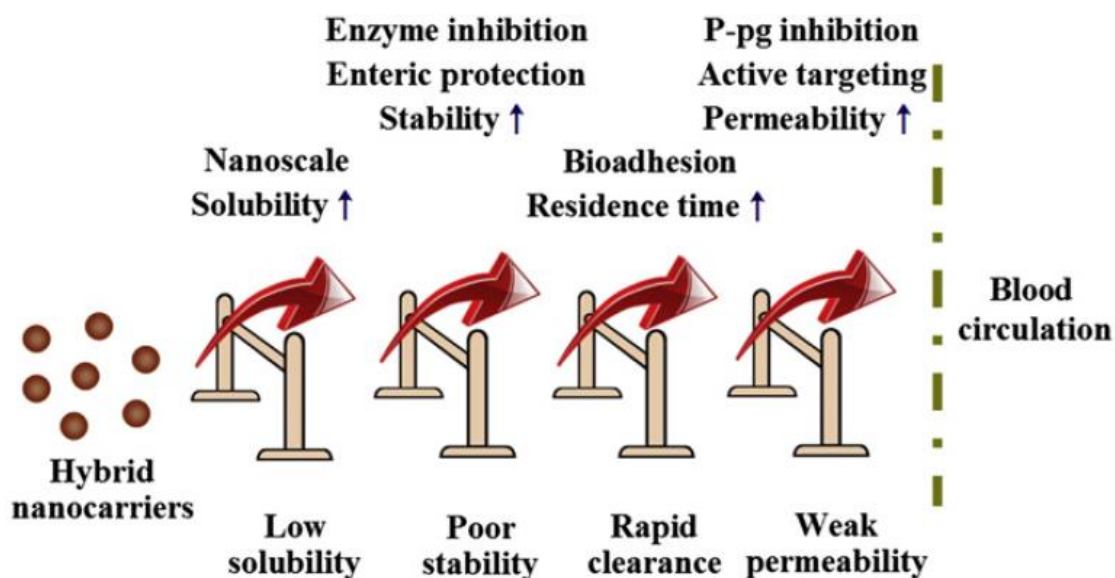 Enzyme inhibition
Enteric protection
Stability ↑
P-pg inhibition
Active targeting
Permeability ↑
Nanoscale
Solubility ↑
Bioadhesion
Residence time ↑
Blood
circulation
Hybrid
nanocarriers
Low
solubility
Poor
stability
Rapid
clearance
Weak
permeability